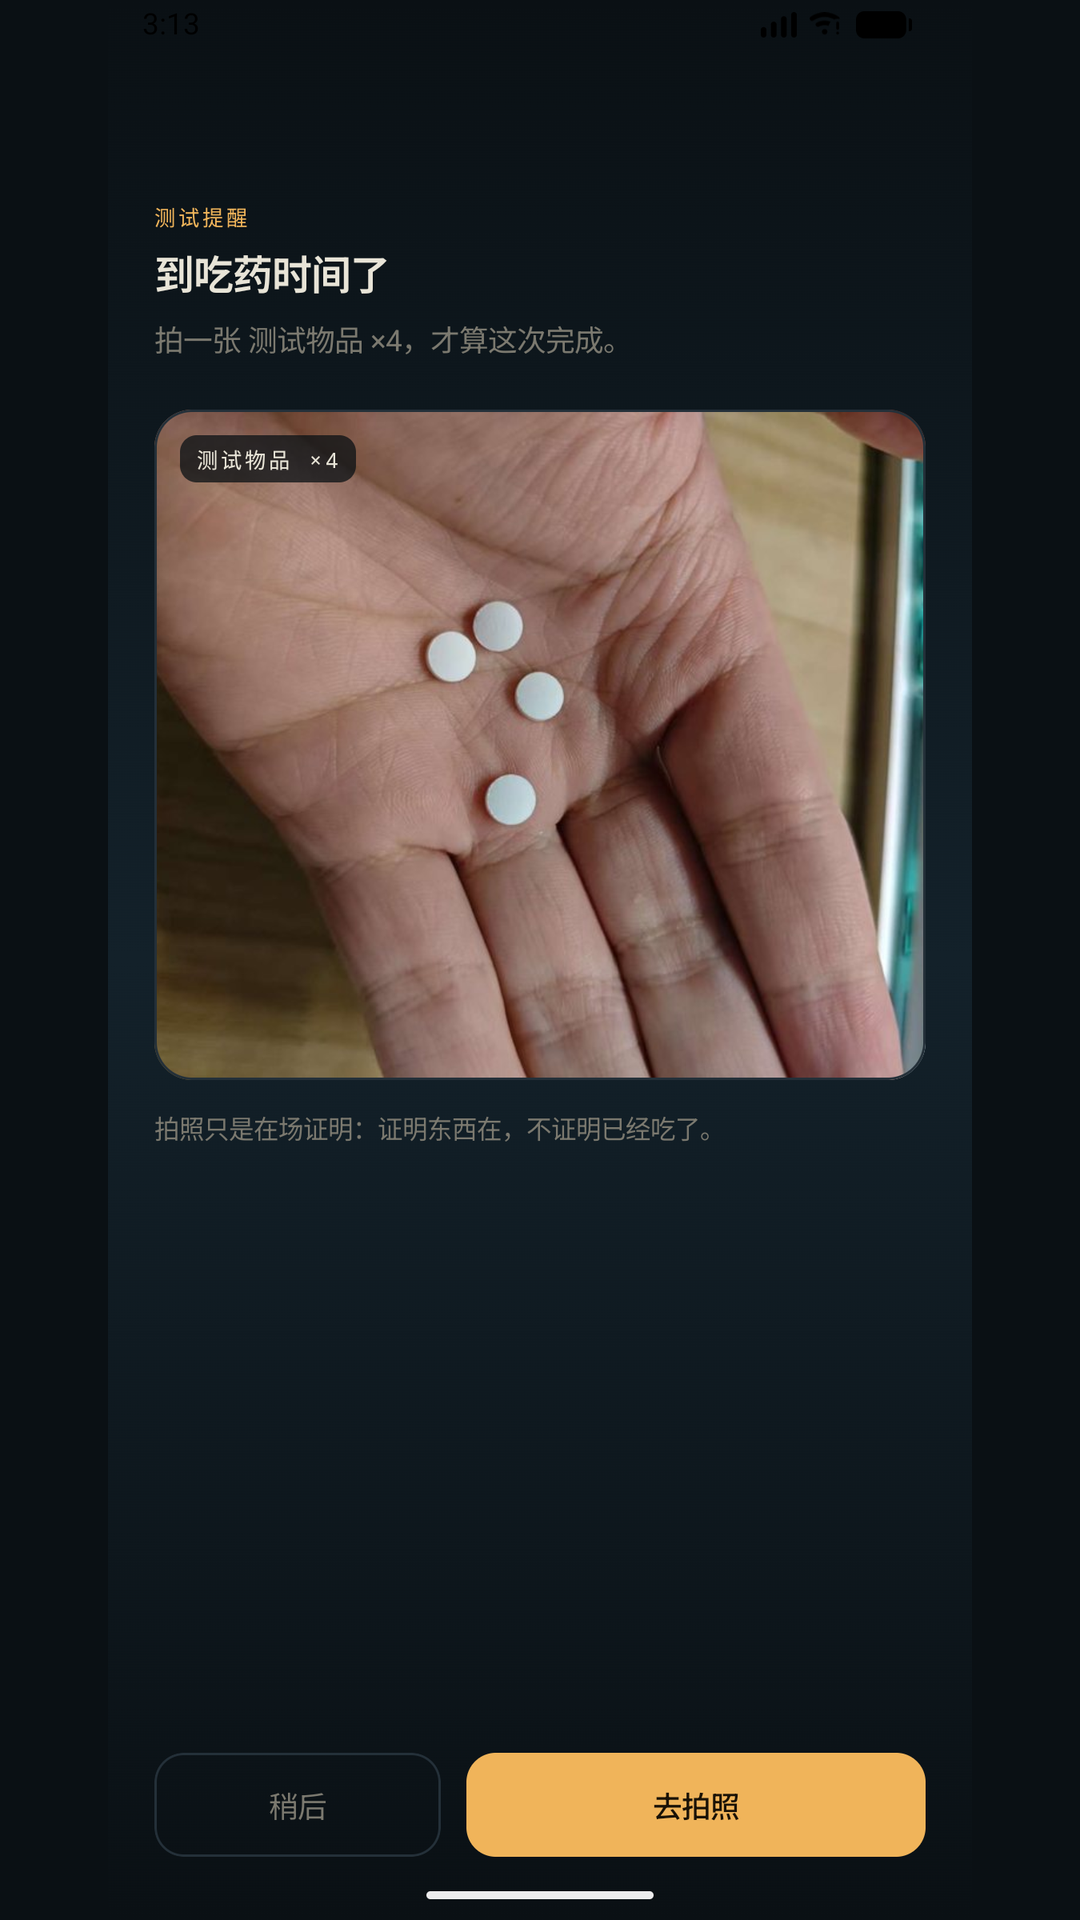 3:13
测试提醒
到吃药时间了
拍一张 测试物品 ×4，才算这次完成。
测试物品 ×4
拍照只是在场证明：证明东西在，不证明已经吃了。
稍后
去拍照